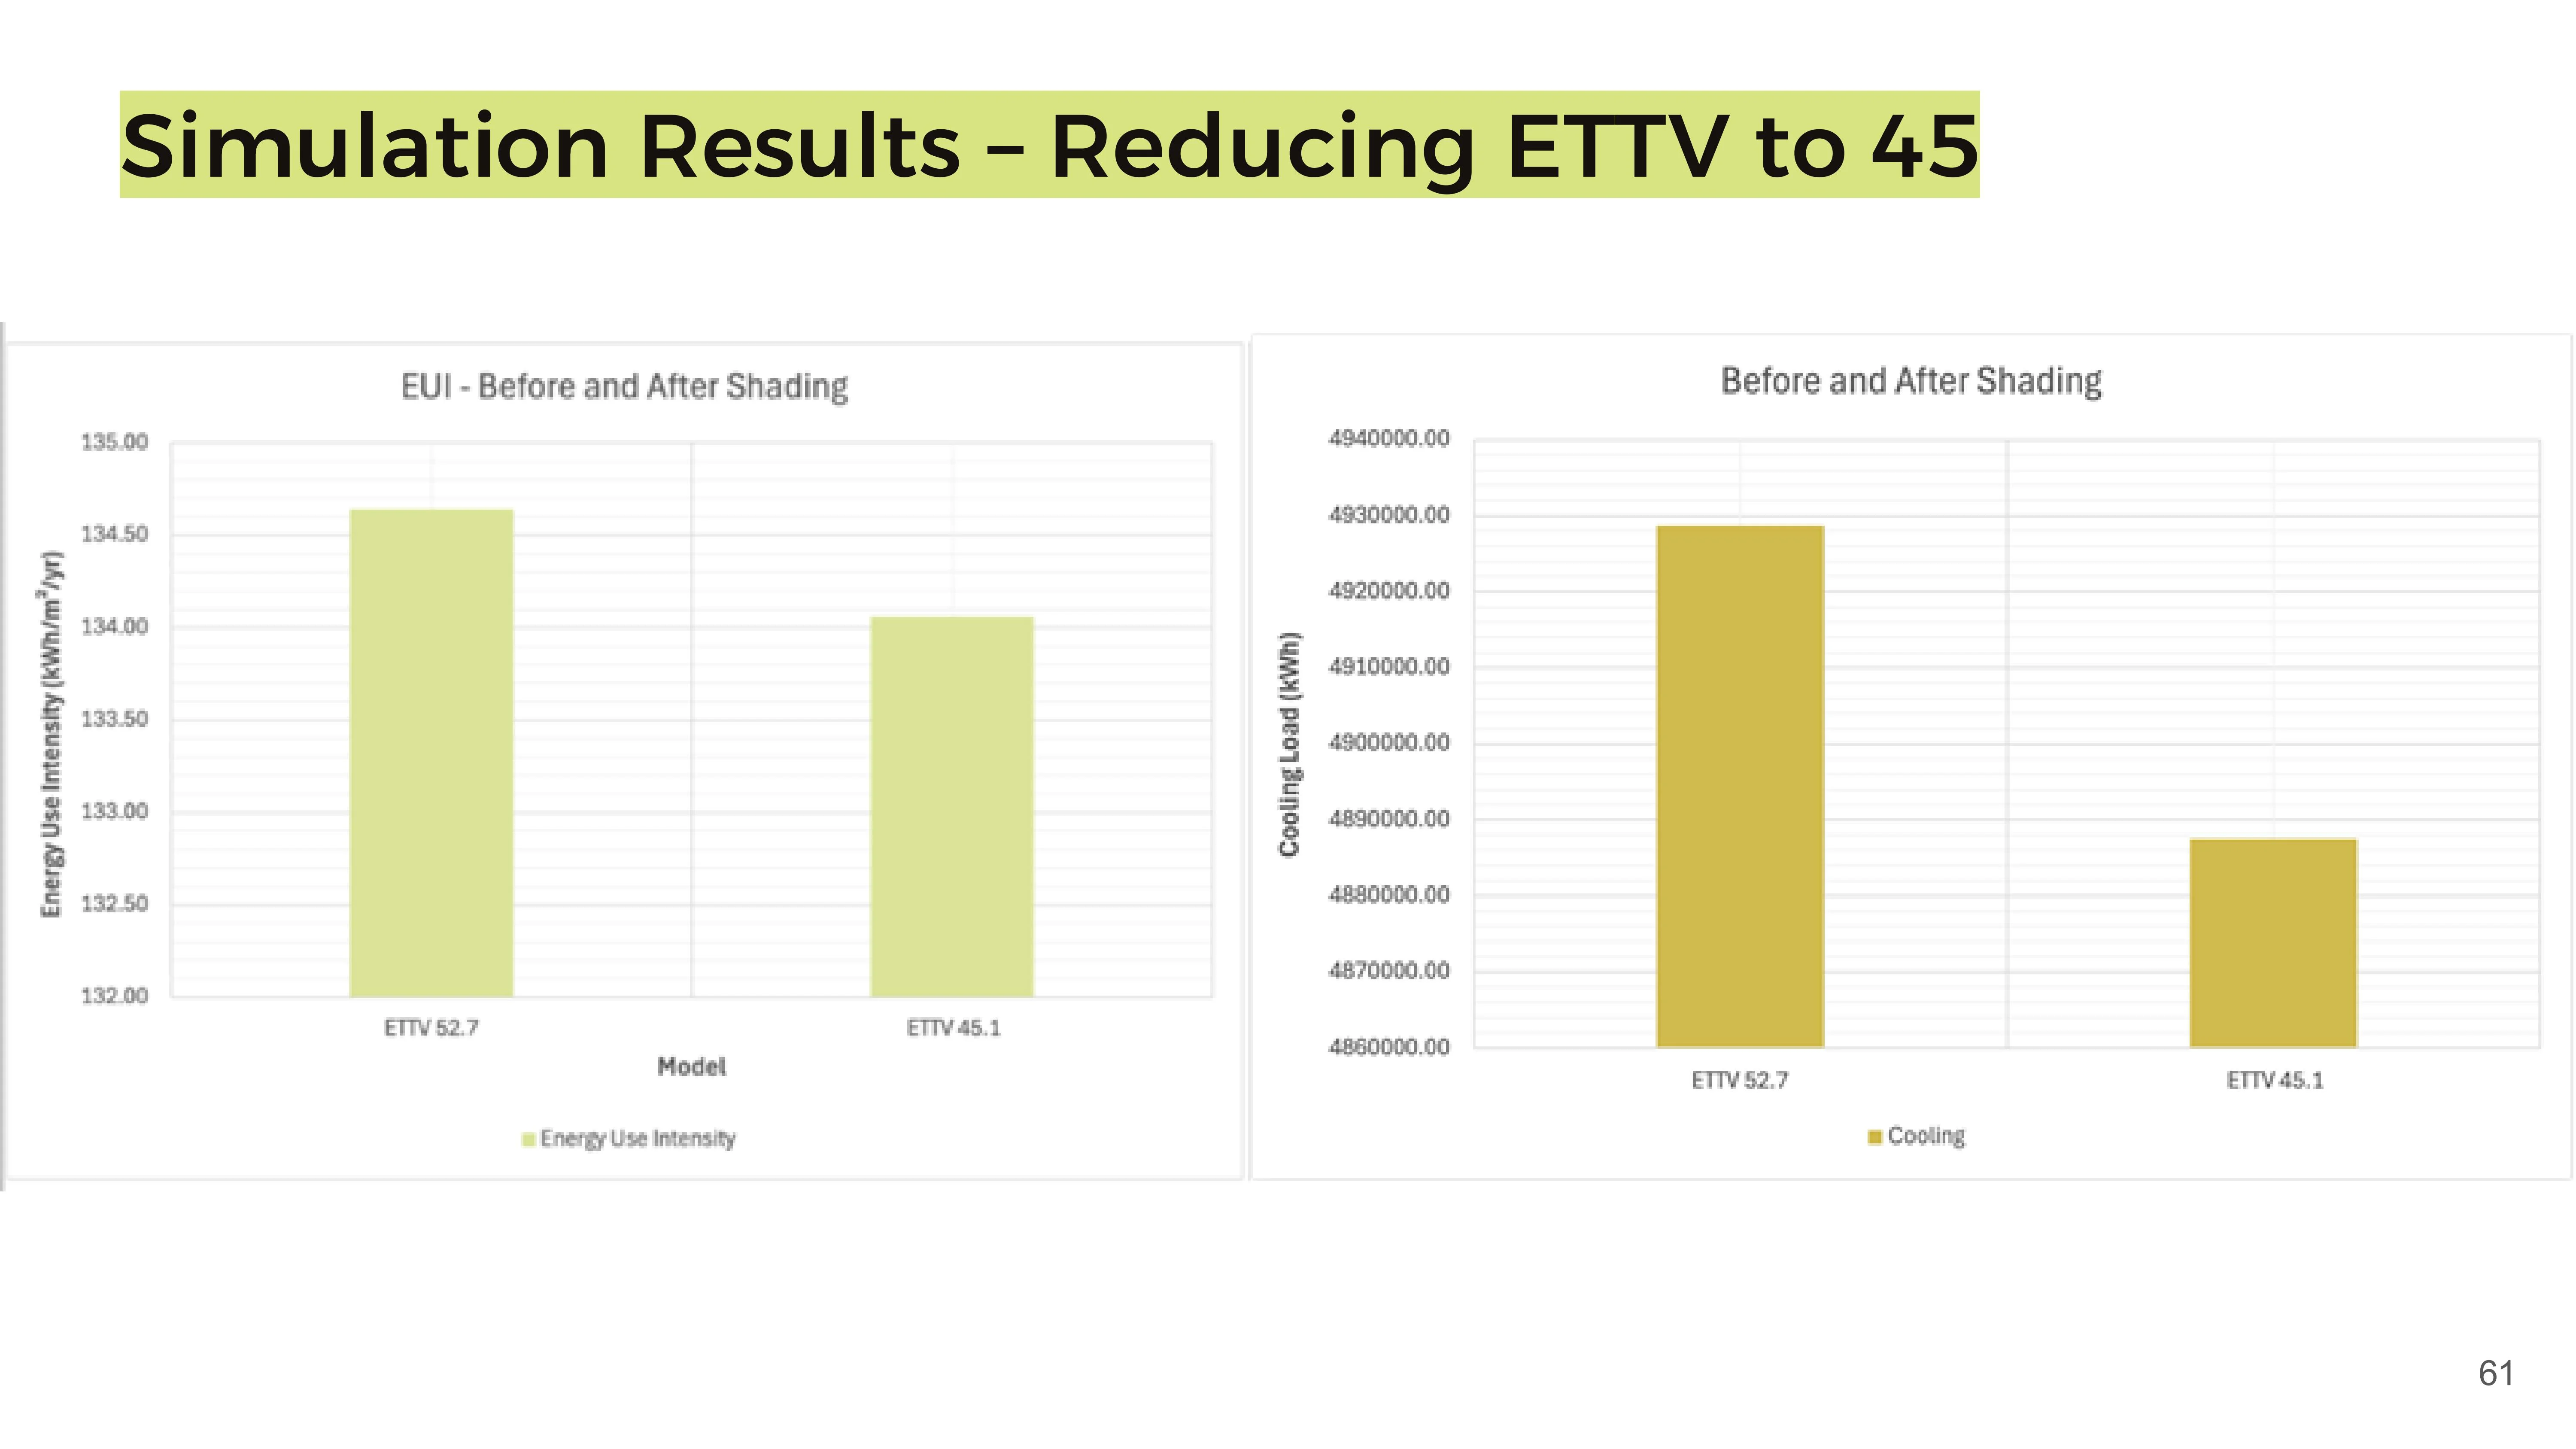 Simulation Results – Reducing ETTV to 45
EUI - Before and After Shading
135.00
134.50
134.00
133.50
133.00
132.50
132.00
Energy Use Intensity (kWh/m²/yr)
ETTV 52.7
ETTV 45.1
Model
Energy Use Intensity
Before and After Shading
4940000.00
4930000.00
4920000.00
4910000.00
4900000.00
4890000.00
4880000.00
4870000.00
4860000.00
Cooling Load (kWh)
ETTV 52.7
ETTV 45.1
Cooling
61